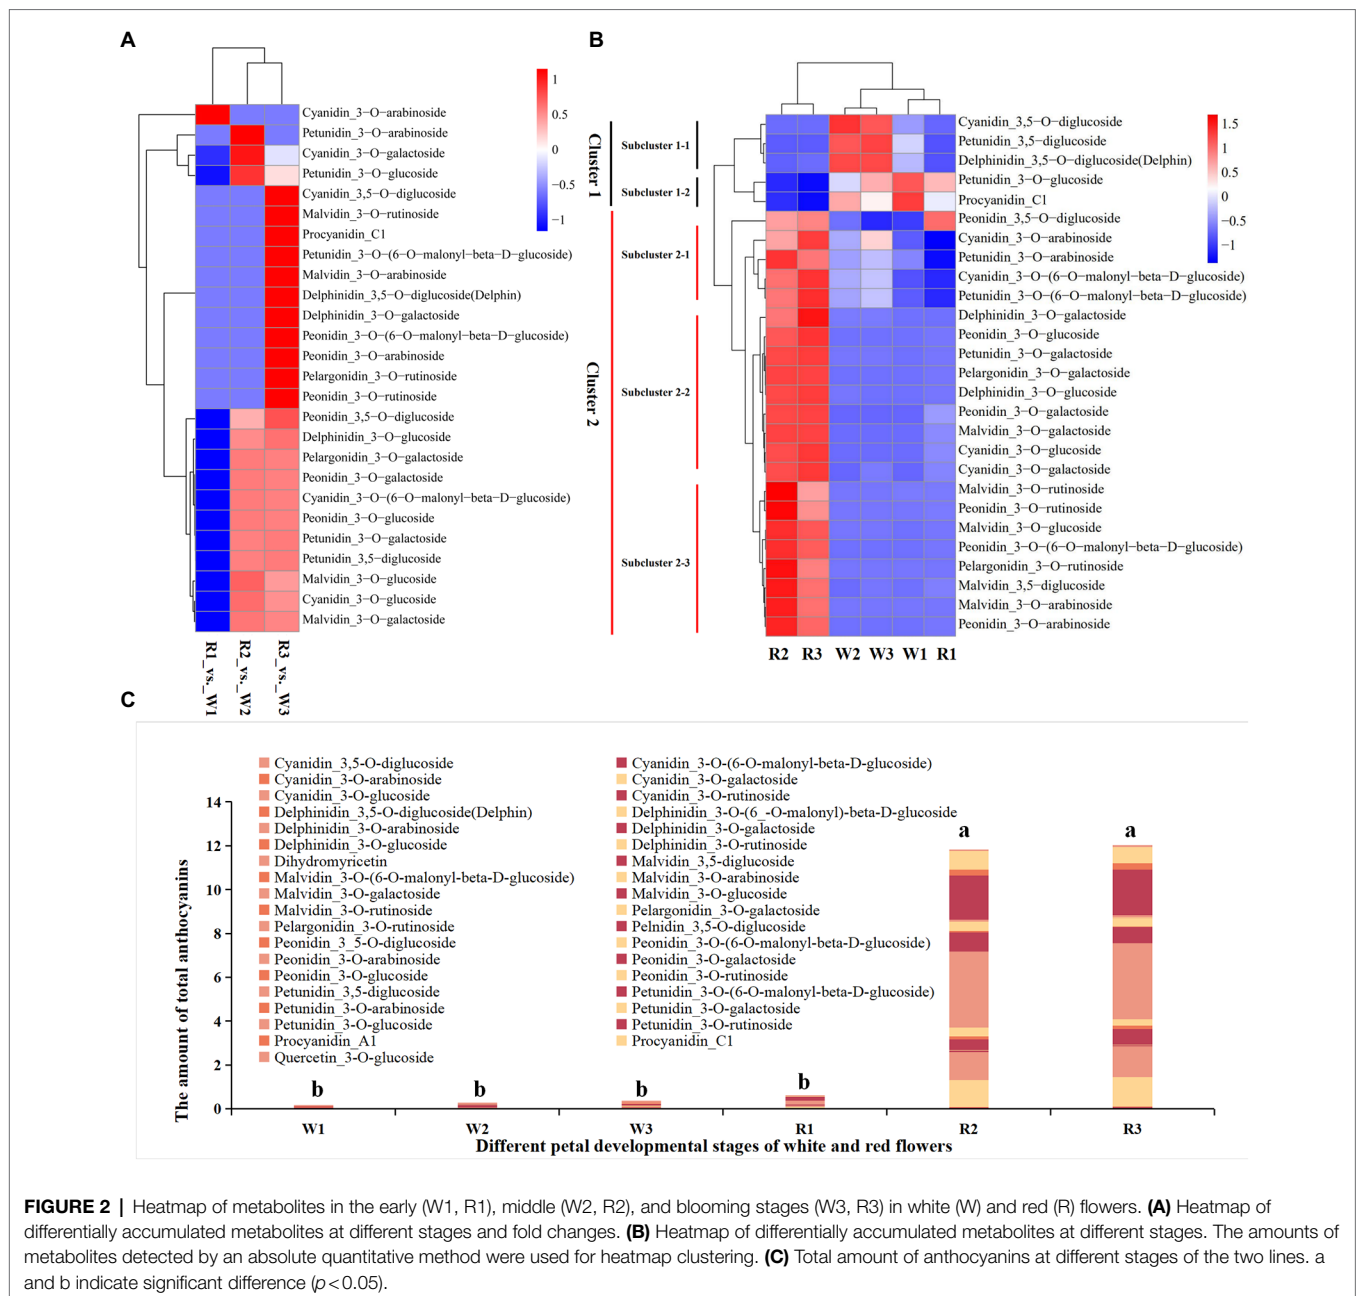 A
1
0.5
0
−0.5
−1
Cyanidin_3−O−arabinoside
Petunidin_3−O−arabinoside
Cyanidin_3−O−galactoside
Petunidin_3−O−glucoside
Cyanidin_3,5−O−diglucoside
Malvidin_3−O−rutinoside
Procyanidin_C1
Petunidin_3−O−(6−O−malonyl−beta−D−glucoside)
Malvidin_3−O−arabinoside
Delphinidin_3,5−O−diglucoside(Delphin)
Delphinidin_3−O−galactoside
Peonidin_3−O−(6−O−malonyl−beta−D−glucoside)
Peonidin_3−O−arabinoside
Pelargonidin_3−O−rutinoside
Peonidin_3−O−rutinoside
Peonidin_3,5−O−diglucoside
Delphinidin_3−O−glucoside
Pelargonidin_3−O−galactoside
Peonidin_3−O−galactoside
Cyanidin_3−O−(6−O−malonyl−beta−D−glucoside)
Peonidin_3−O−glucoside
Petunidin_3−O−galactoside
Petunidin_3,5−diglucoside
Malvidin_3−O−glucoside
Cyanidin_3−O−glucoside
Malvidin_3−O−galactoside
R1_vs._W1
R2_vs._W2
R3_vs._W3
B
Cluster 1
Subcluster 1-1
Subcluster 1-2
Cluster 2
Subcluster 2-1
Subcluster 2-2
Subcluster 2-3
1.5
1
0.5
0
−0.5
−1
Cyanidin_3,5−O−diglucoside
Petunidin_3,5−diglucoside
Delphinidin_3,5−O−diglucoside(Delphin)
Petunidin_3−O−glucoside
Procyanidin_C1
Peonidin_3,5−O−diglucoside
Cyanidin_3−O−arabinoside
Petunidin_3−O−arabinoside
Cyanidin_3−O−(6−O−malonyl−beta−D−glucoside)
Petunidin_3−O−(6−O−malonyl−beta−D−glucoside)
Delphinidin_3−O−galactoside
Peonidin_3−O−glucoside
Petunidin_3−O−galactoside
Pelargonidin_3−O−galactoside
Delphinidin_3−O−glucoside
Peonidin_3−O−galactoside
Malvidin_3−O−galactoside
Cyanidin_3−O−glucoside
Cyanidin_3−O−galactoside
Malvidin_3−O−rutinoside
Peonidin_3−O−rutinoside
Malvidin_3−O−glucoside
Peonidin_3−O−(6−O−malonyl−beta−D−glucoside)
Pelargonidin_3−O−rutinoside
Malvidin_3,5−diglucoside
Malvidin_3−O−arabinoside
Peonidin_3−O−arabinoside
R2 R3 W2 W3 W1 R1
C
Cyanidin_3,5-O-diglucoside
Cyanidin_3-O-arabinoside
Cyanidin_3-O-glucoside
Delphinidin_3,5-O-diglucoside(Delphin)
Delphinidin_3-O-arabinoside
Delphinidin_3-O-glucoside
Dihydromyricetin
Malvidin_3-O-(6-O-malonyl-beta-D-glucoside)
Malvidin_3-O-galactoside
Malvidin_3-O-rutinoside
Pelargonidin_3-O-rutinoside
Peonidin_3_5-O-diglucoside
Peonidin_3-O-arabinoside
Peonidin_3-O-glucoside
Petunidin_3,5-diglucoside
Petunidin_3-O-arabinoside
Petunidin_3-O-glucoside
Procyanidin_A1
Quercetin_3-O-glucoside
Cyanidin_3-O-(6-O-malonyl-beta-D-glucoside)
Cyanidin_3-O-galactoside
Cyanidin_3-O-rutinoside
Delphinidin_3-O-(6_-O-malonyl)-beta-D-glucoside
Delphinidin_3-O-galactoside
Delphinidin_3-O-rutinoside
Malvidin_3,5-diglucoside
Malvidin_3-O-arabinoside
Malvidin_3-O-glucoside
Pelargonidin_3-O-galactoside
Pelnidin_3,5-O-diglucoside
Peonidin_3-O-(6-O-malonyl-beta-D-glucoside)
Peonidin_3-O-galactoside
Peonidin_3-O-rutinoside
Petunidin_3-O-(6-O-malonyl-beta-D-glucoside)
Petunidin_3-O-galactoside
Petunidin_3-O-rutinoside
Procyanidin_C1
The amount of total anthocyanins
14
12
10
8
6
4
2
0
b b b b a a
W1 W2 W3 R1 R2 R3
Different petal developmental stages of white and red flowers
FIGURE 2 | Heatmap of metabolites in the early (W1, R1), middle (W2, R2), and blooming stages (W3, R3) in white (W) and red (R) flowers. (A) Heatmap of
differentially accumulated metabolites at different stages and fold changes. (B) Heatmap of differentially accumulated metabolites at different stages. The amounts of
metabolites detected by an absolute quantitative method were used for heatmap clustering. (C) Total amount of anthocyanins at different stages of the two lines. a
and b indicate significant difference (p<0.05).